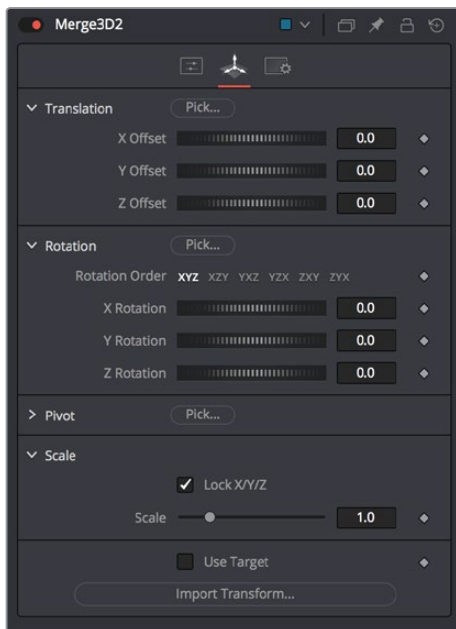 Merge3D2
Translation Pick...
X Offset 0.0
Y Offset 0.0
Z Offset 0.0
Rotation Pick...
Rotation Order XYZ XZY YXZ YZX ZXY ZYX
X Rotation 0.0
Y Rotation 0.0
Z Rotation 0.0
Pivot Pick...
Scale
Lock X/Y/Z
Scale 1.0
Use Target
Import Transform...